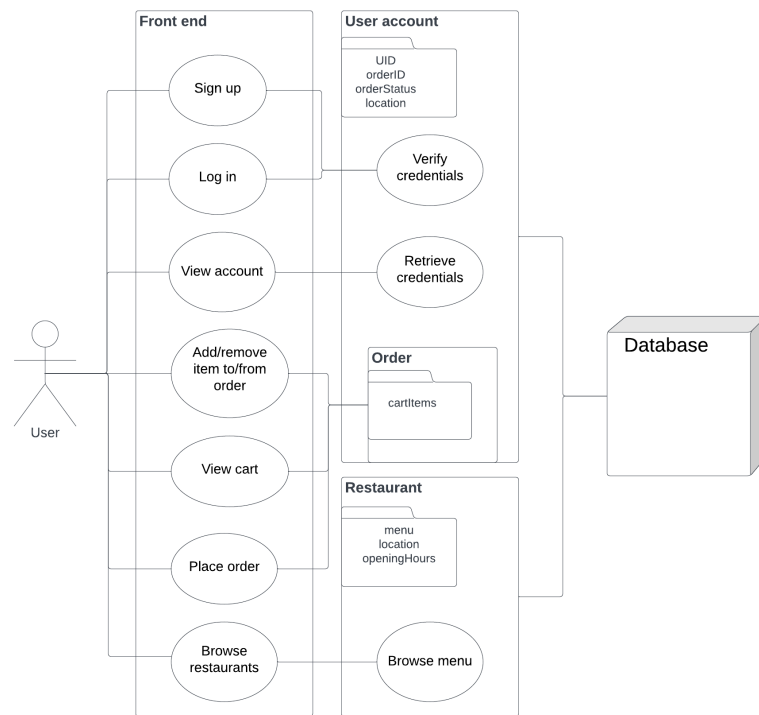 Front end
Sign up
Log in
View account
Add/remove
item to/from
order
View cart
Place order
Browse
restaurants
User
User account
UID
orderID
orderStatus
location
Verify
credentials
Retrieve
credentials
Order
cartItems
Restaurant
menu
location
openingHours
Browse menu
Database